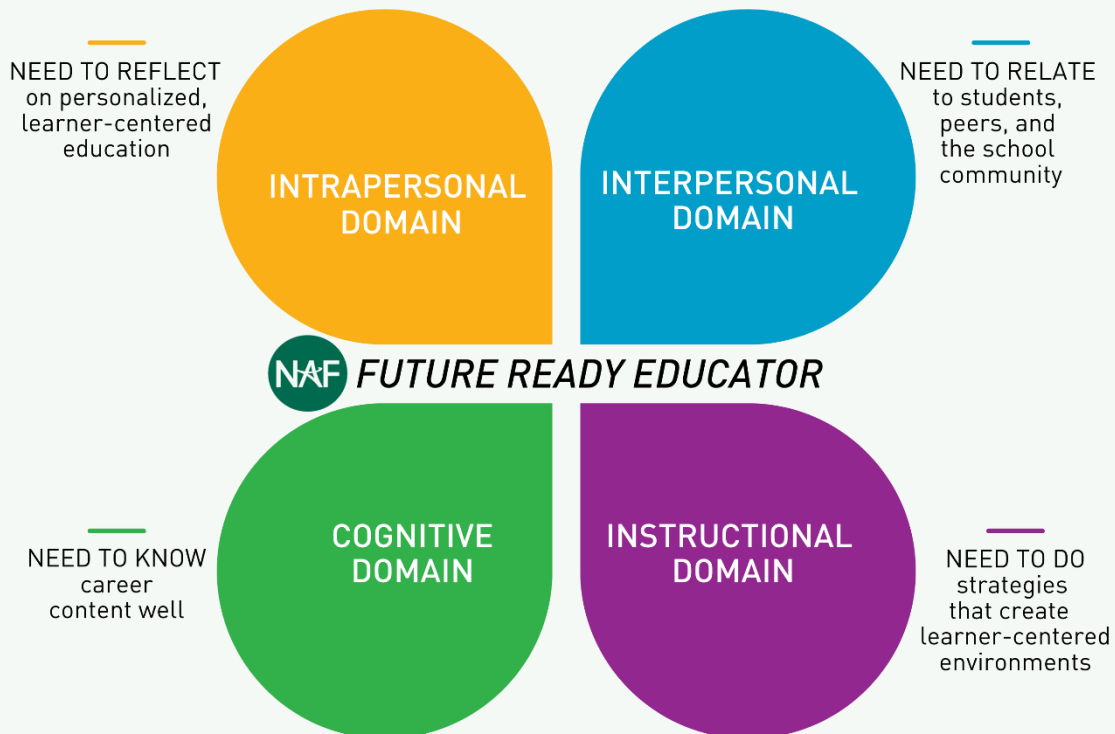 NEED TO REFLECT
on personalized,
learner-centered
education
INTRAPERSONAL
DOMAIN
INTERPERSONAL
DOMAIN
NEED TO RELATE
to students,
peers, and
the school
community
NAF FUTURE READY EDUCATOR
NEED TO KNOW
career
content well
COGNITIVE
DOMAIN
INSTRUCTIONAL
DOMAIN
NEED TO DO
strategies
that create
learner-centered
environments